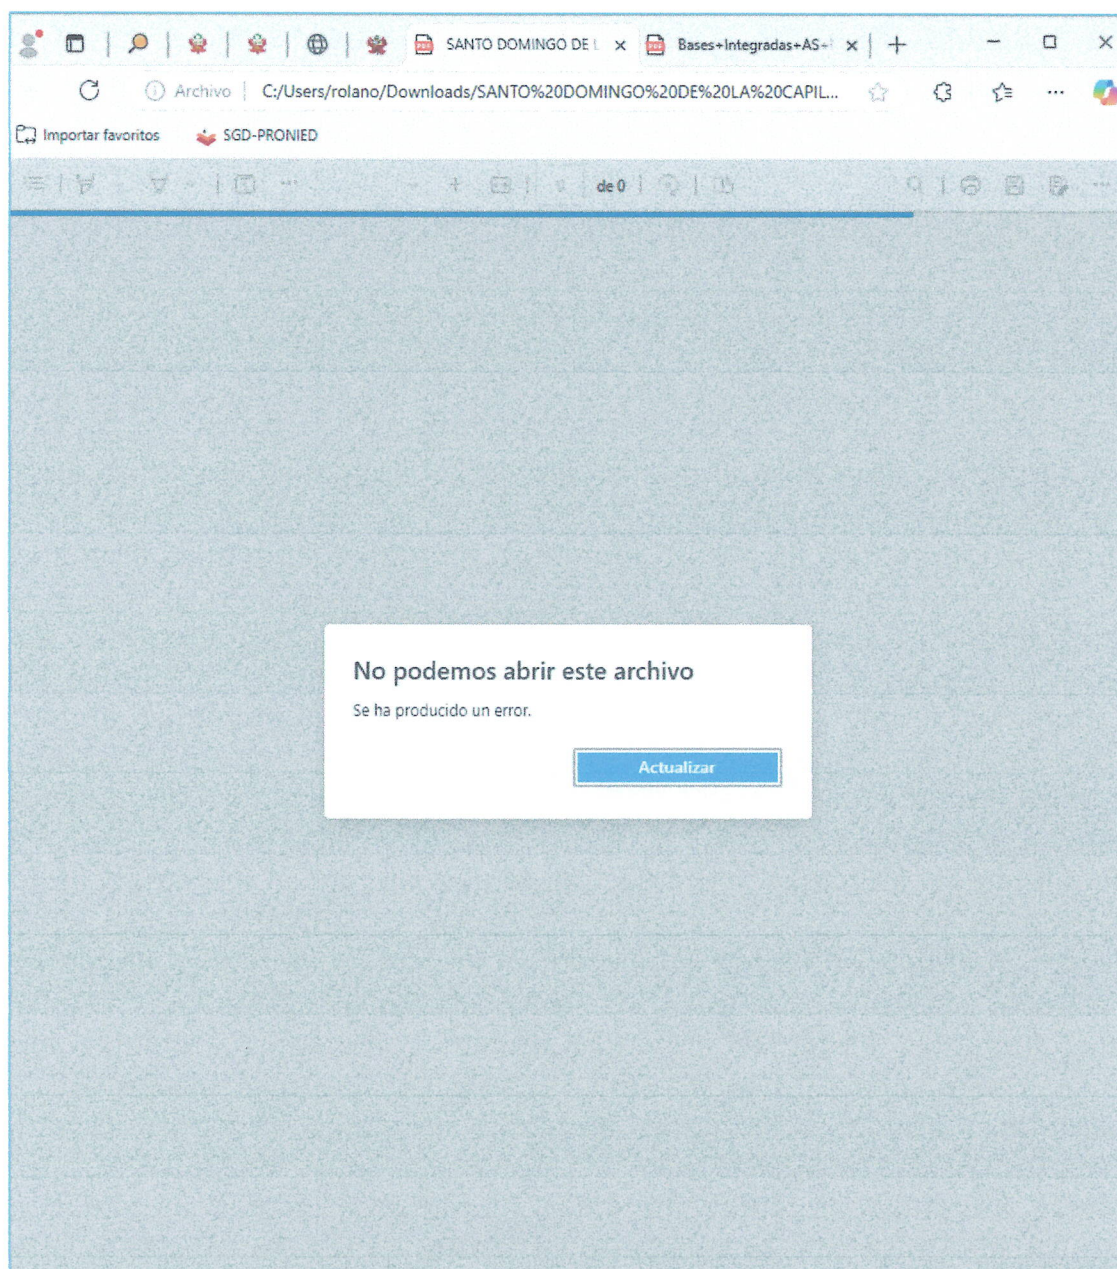 SANTO DOMINGO DE L
Bases+Integradas+AS+
Archivo
C:/Users/rolano/Downloads/SANTO%20DOMINGO%20DE%20LA%20CAPIL...
Importar favoritos
SGD-PRONIED
de 0
No podemos abrir este archivo
Se ha producido un error.
Actualizar